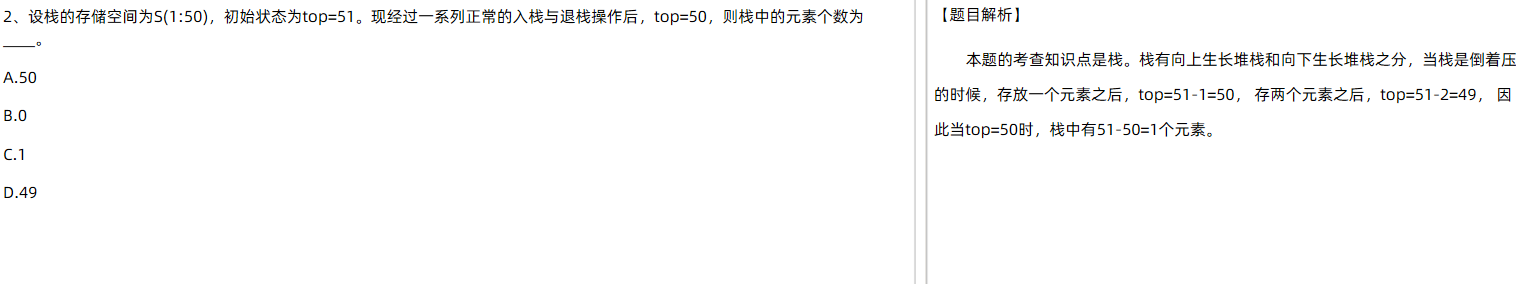 2、设栈的存储空间为S(1:50)，初始状态为top=51。现经过一系列正常的入栈与退栈操作后，top=50，则栈中的元素个数为
____。
A.50
B.0
C.1
D.49
【题目解析】
本题的考查知识点是栈。栈有向上生长堆栈和向下生长堆栈之分，当栈是倒着压
的时候，存放一个元素之后，top=51-1=50， 存两个元素之后，top=51-2=49， 因
此当top=50时，栈中有51-50=1个元素。